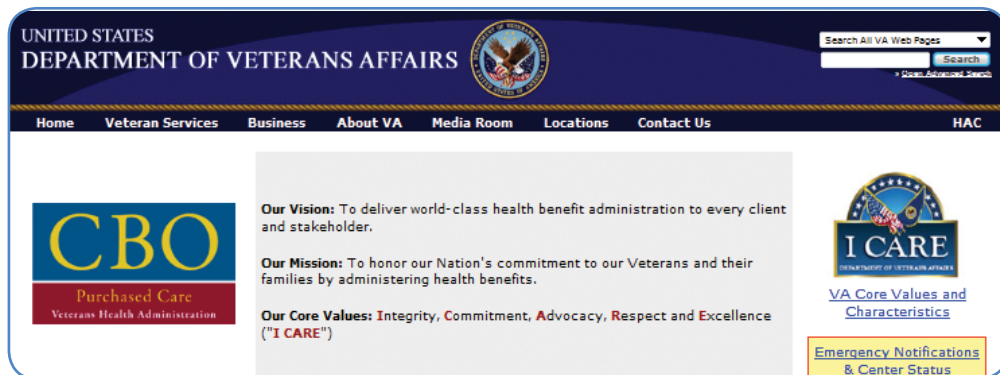 UNITED STATES
DEPARTMENT OF VETERANS AFFAIRS
Search All VA Web Pages
Search
» Open Advanced Search
Home Veteran Services Business About VA Media Room Locations Contact Us HAC
CBO
Purchased Care
Veterans Health Administration
Our Vision: To deliver world-class health benefit administration to every client
and stakeholder.
Our Mission: To honor our Nation's commitment to our Veterans and their
families by administering health benefits.
Our Core Values: Integrity, Commitment, Advocacy, Respect and Excellence
("I CARE")
I CARE
DEPARTMENT OF VETERANS AFFAIRS
VA Core Values and
Characteristics
Emergency Notifications
& Center Status